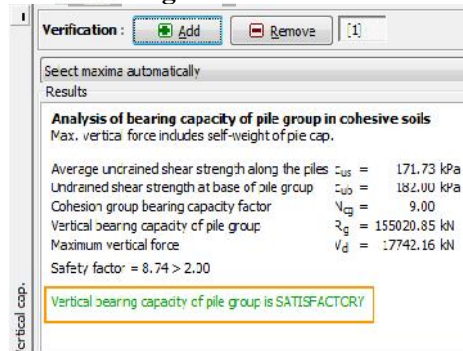 Verification : Add Remove [1]
Select maxima automatically
Results
Analysis of bearing capacity of pile group in cohesive soils
Max. vertical force includes self-weight of pie cap.
Average undrained shear strength along the piles cus = 171.73 kPa
Undrained shear strength at base of pile group cub = 182.00 kPa
Cohesion group bearing capacity factor Ncg = 9.00
Vertical bearing capacity of pile group Rg = 155020.85 kN
Maximum vertical force Vd = 17742.16 kN
Safety factor = 8.74 > 2.00
Vertical bearing capacity of pile group is SATISFACTORY
Vertical cap.